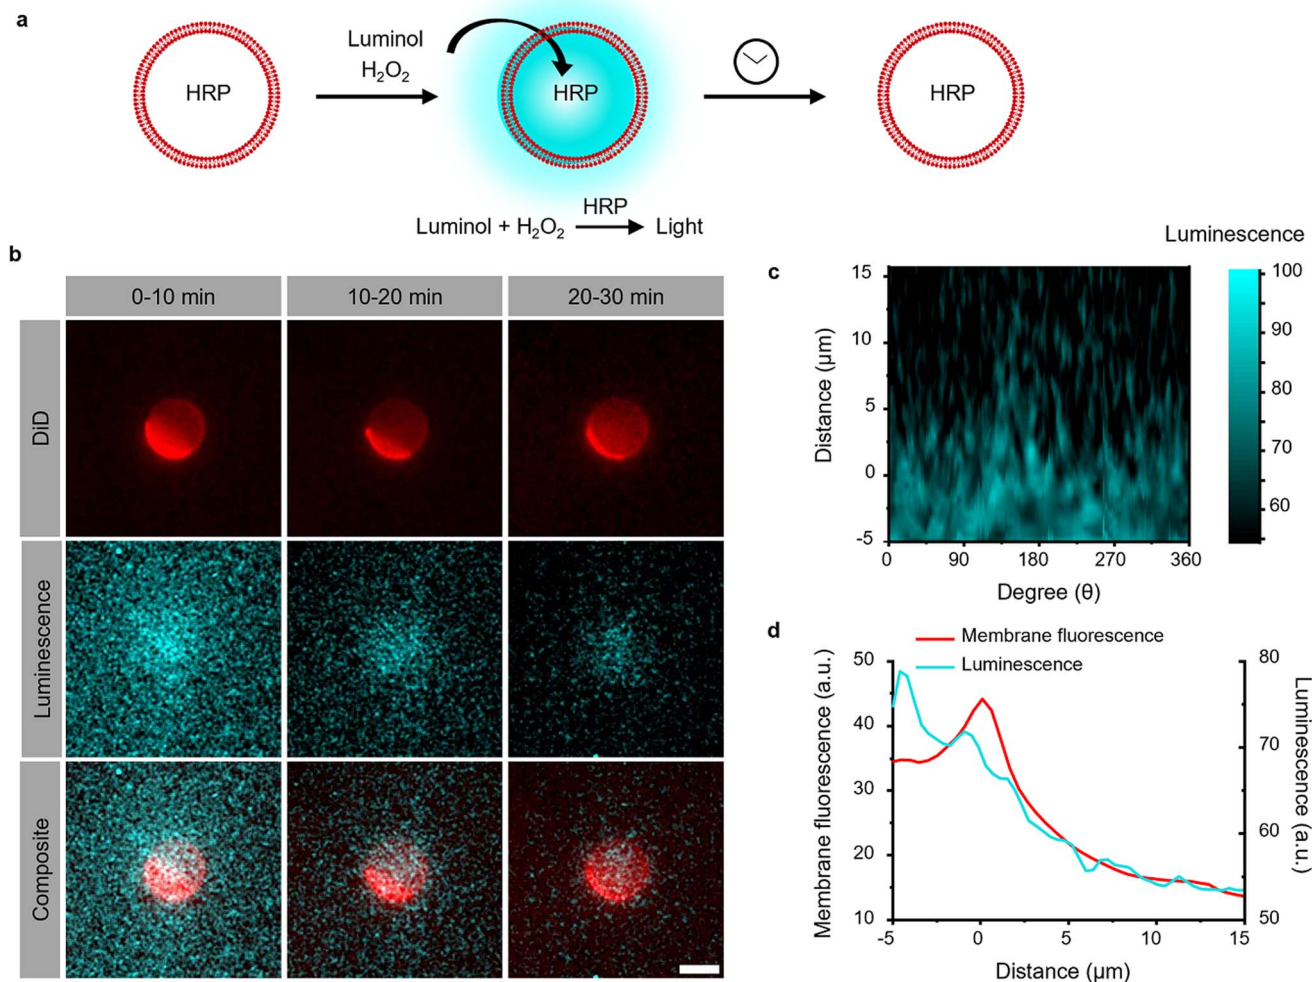 a
HRP
Luminol
H₂O₂
HRP
HRP
HRP
Luminol + H₂O₂ Light
b
0-10 min
10-20 min
20-30 min
DiD
Luminescence
Composite
c
Luminescence
15
10
5
0
-5
Distance (µm)
0 90 180 270 360
Degree (θ)
100
90
80
70
60
d
Membrane fluorescence
Luminescence
50
40
30
20
10
Membrane fluorescence (a.u.)
80
70
60
50
Luminescence (a.u.)
-5 0 5 10 15
Distance (µm)